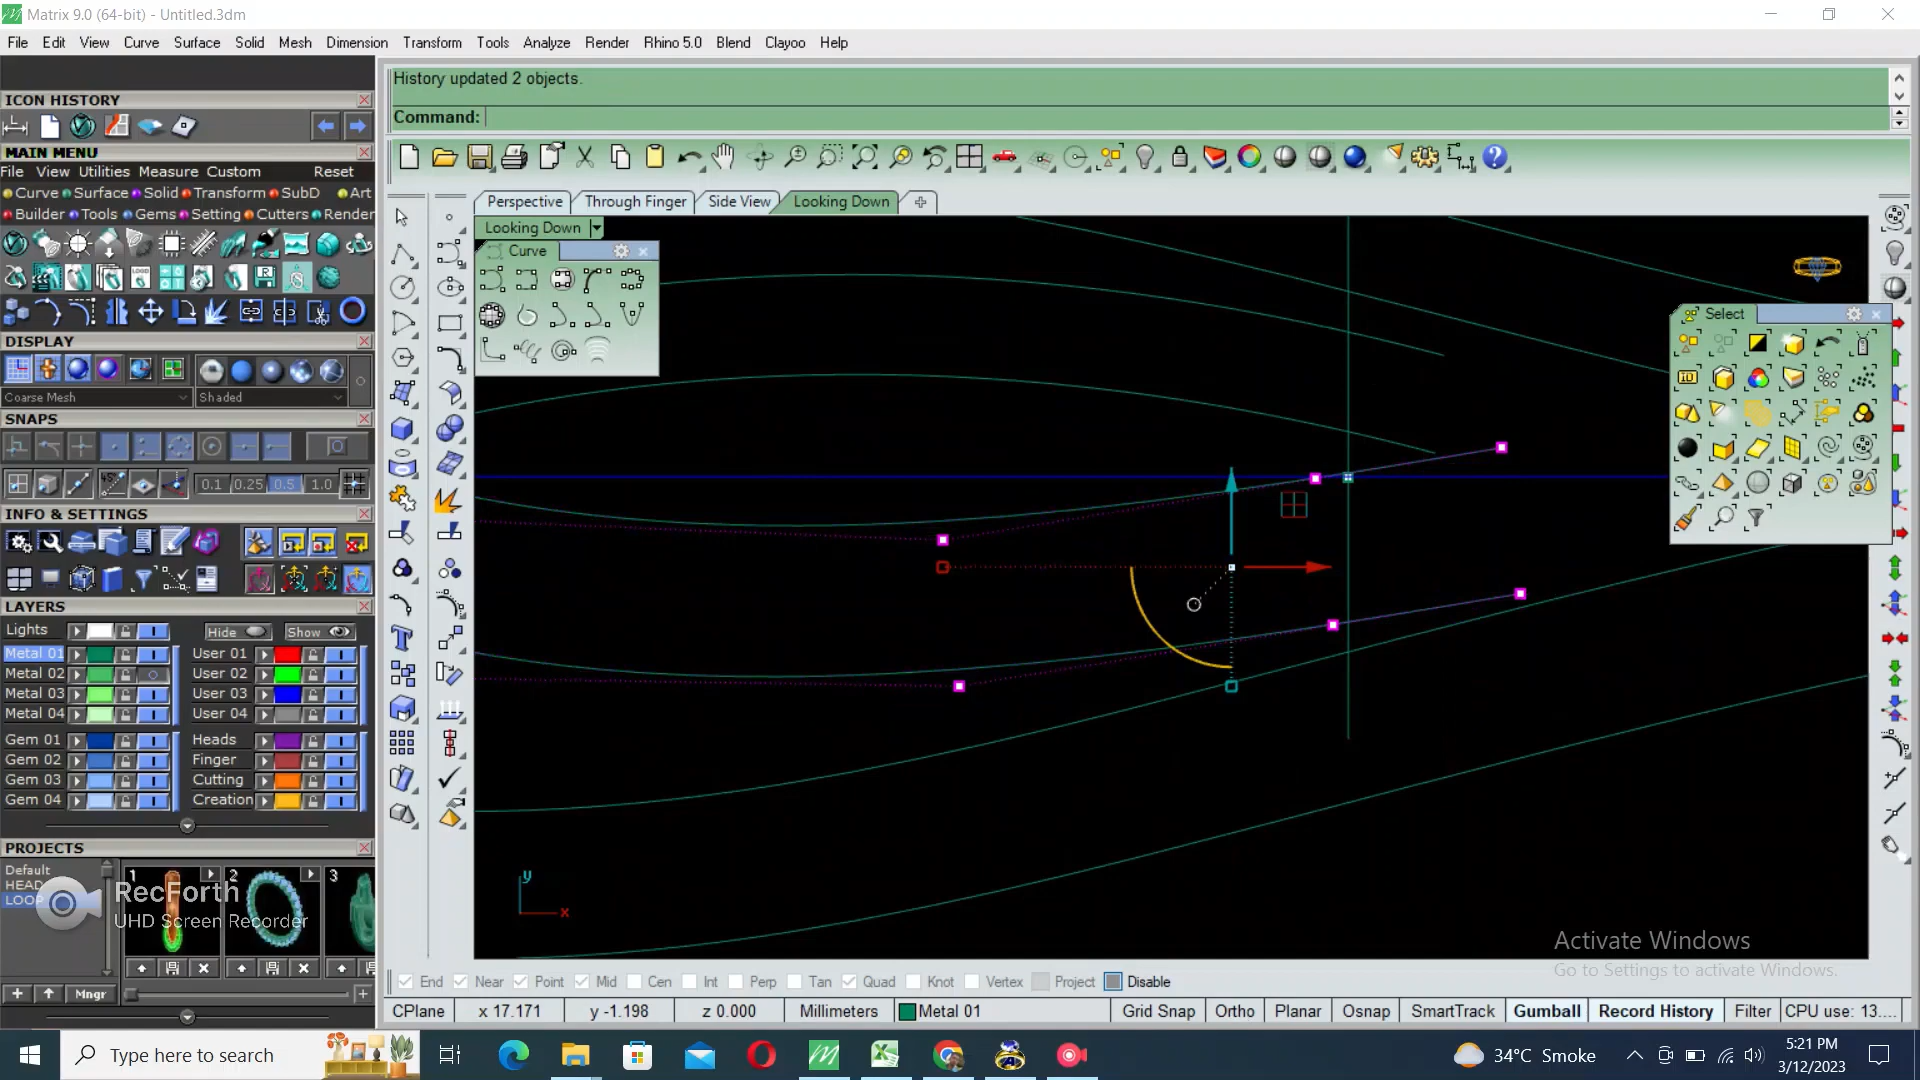 Matrix 9.0 (64-bit) - Untitled.3dm
File Edit View Curve Surface Solid Mesh Dimension Transform Tools Analyze Render Rhino 5.0 Blend Clayoo Help
History updated 2 objects.
Command:
ICON HISTORY
MAIN MENU
File View Utilities Measure Custom Reset
Curve Surface Solid Transform SubD Art
Builder Tools Gems Setting Cutters Render
Perspective Through Finger Side View Looking Down
Looking Down
Curve
Select
DISPLAY
Coarse Mesh Shaded
SNAPS
0.1 0.25 0.5 1.0
INFO & SETTINGS
LAYERS
Lights Hide Show
Metal 01 User 01
Metal 02 User 02
Metal 03 User 03
Metal 04 User 04
Gem 01 Heads
Gem 02 Finger
Gem 03 Cutting
Gem 04 Creation
PROJECTS
Default
HEAD
LOOP
1 2 3
RecForth
UHD Screen Recorder
Mngr
y
x
Activate Windows
Go to Settings to activate Windows.
End Near Point Mid Cen Int Perp Tan Quad Knot Vertex Project Disable
CPlane x 17.171 y -1.198 z 0.000 Millimeters Metal 01 Grid Snap Ortho Planar Osnap SmartTrack Gumball Record History Filter CPU use: 13....
Type here to search
34°C Smoke
5:21 PM
3/12/2023